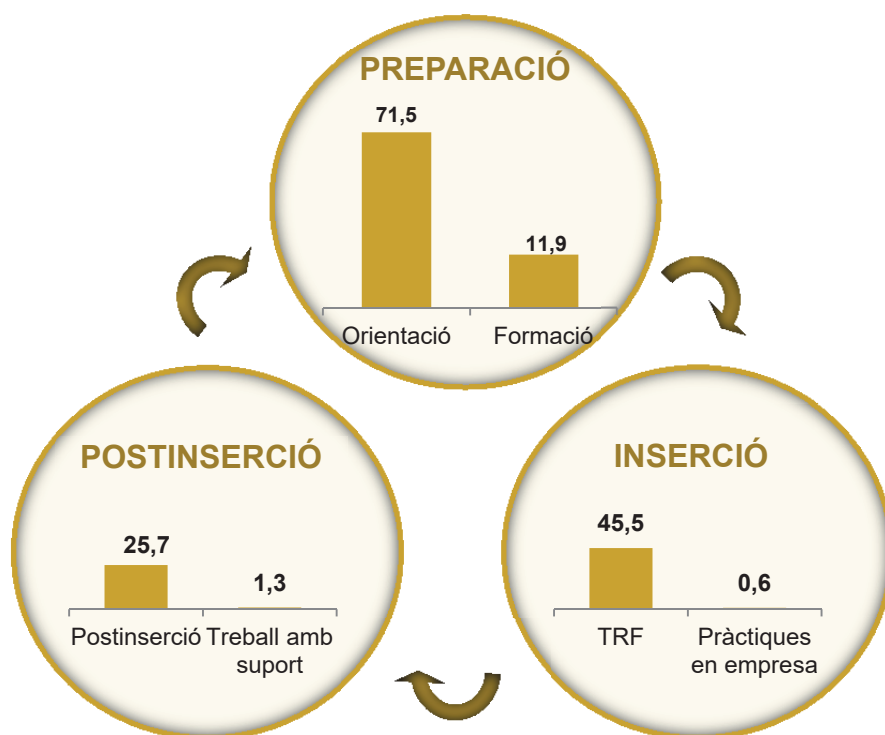 PREPARACIÓ
71,5
11,9
Orientació
Formació
POSTINSERCIÓ
25,7
1,3
Postinserció
Treball amb
suport
INSERCIÓ
45,5
0,6
TRF
Pràctiques
en empresa